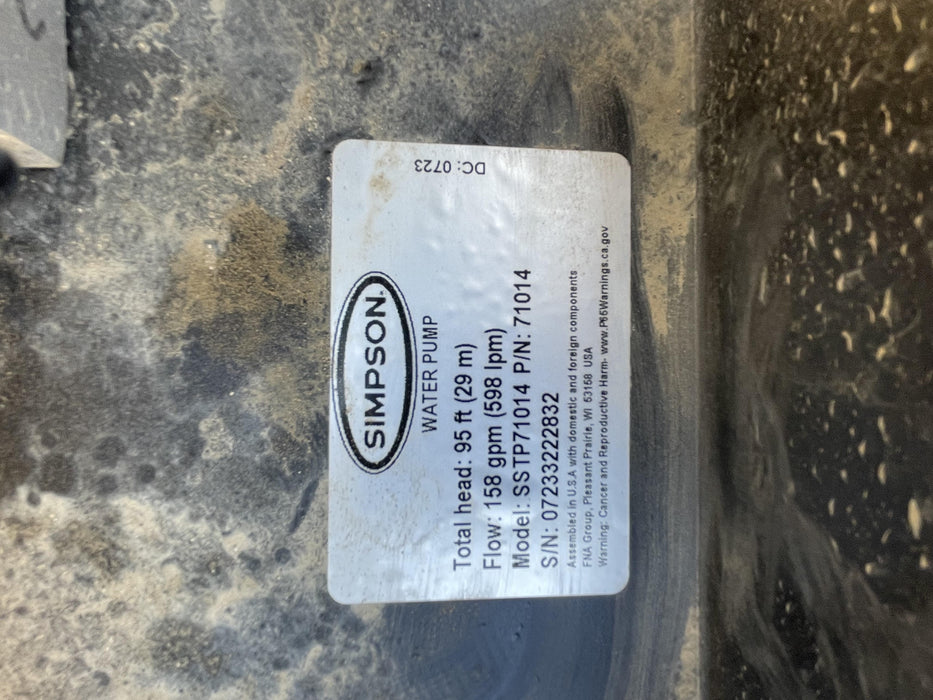 DC: 0723
SIMPSON
WATER PUMP
Total head: 95 ft (29 m)
Flow: 158 gpm (598 lpm)
Model: SSTP71014 P/N: 71014
S/N: 07233222832
Assembled in U.S.A with domestic and foreign components
FNA Group, Pleasant Prairie, WI 53158 USA
Warning: Cancer and Reproductive Harm- www.P65Warnings.ca.gov